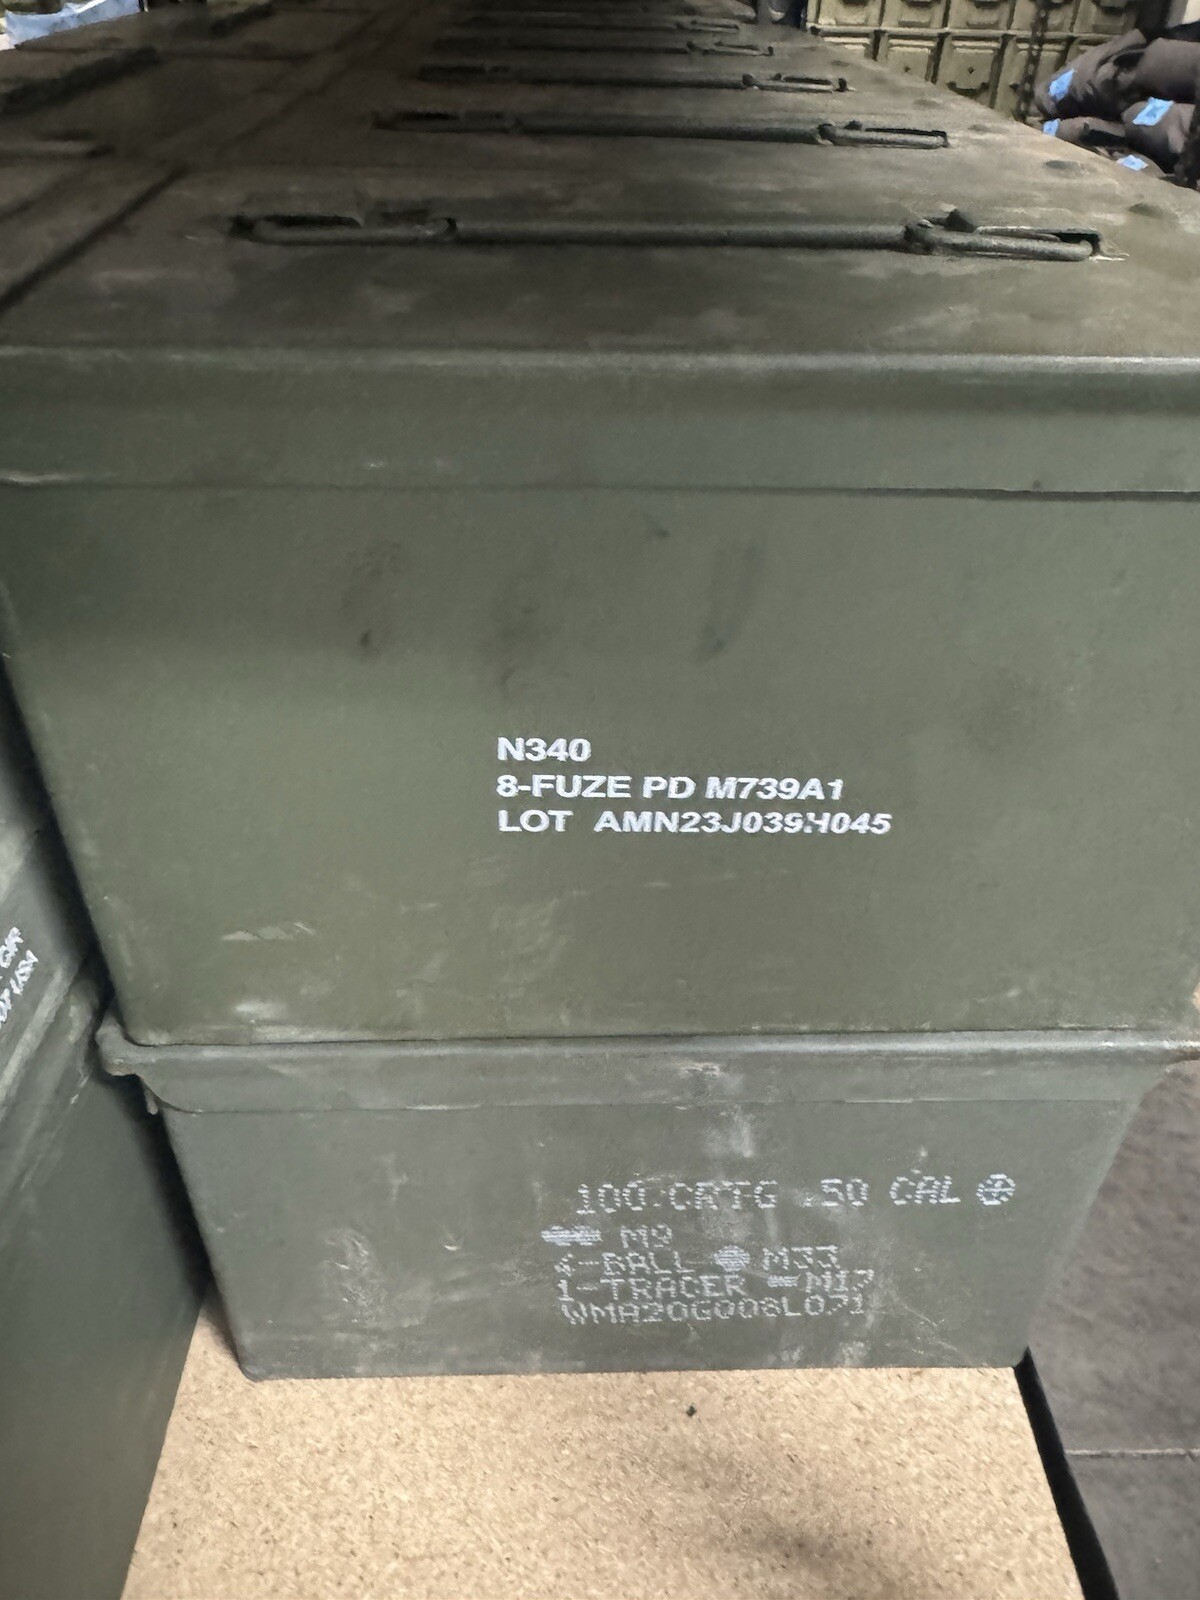 N340
8-FUZE PD M739A1
LOT AMN23J039H045
100 CRTG .50 CAL
M9
4-BALL M33
1-TRACER M17
WMA20G008L071